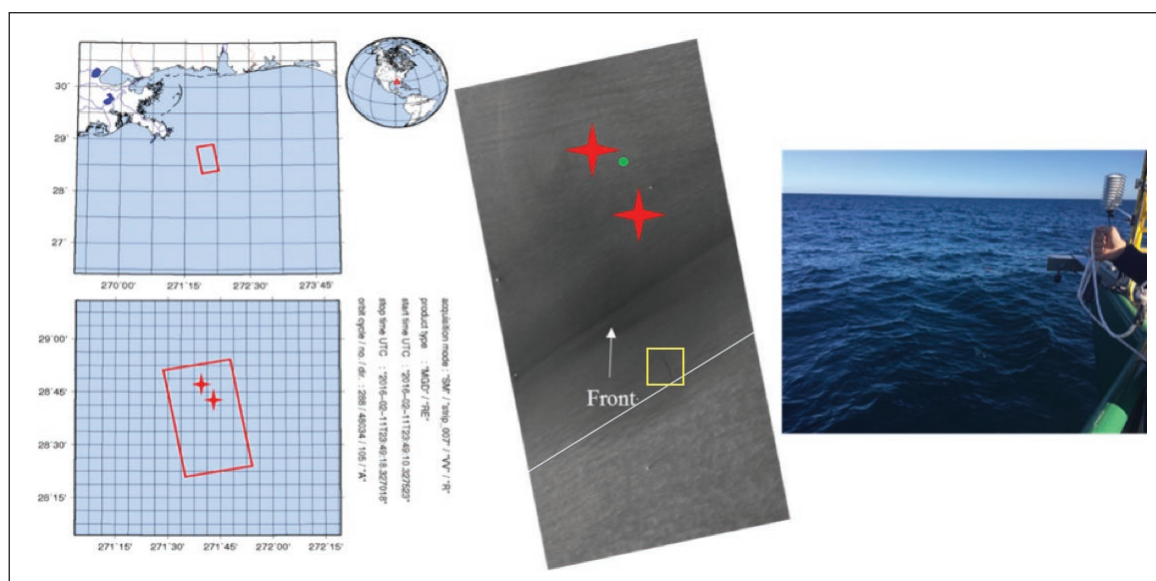 30
29'
28'
27'
270'00'
271'15'
272'30'
273'45'
29'00'
28'45'
28'30'
28'15'
271'15'
271'30'
271'45'
272'00'
272'15'
acquisition mode : "SM" / "strip_007" / "VV" / "R"
product type : "MGD" / "RE"
start time UTC : "2016-02-11T23:49:10.327523"
stop time UTC : "2016-02-11T23:49:18.327018"
orbit cycle / no. / dir. : 288 / 48034 / 105 / "A"
Front